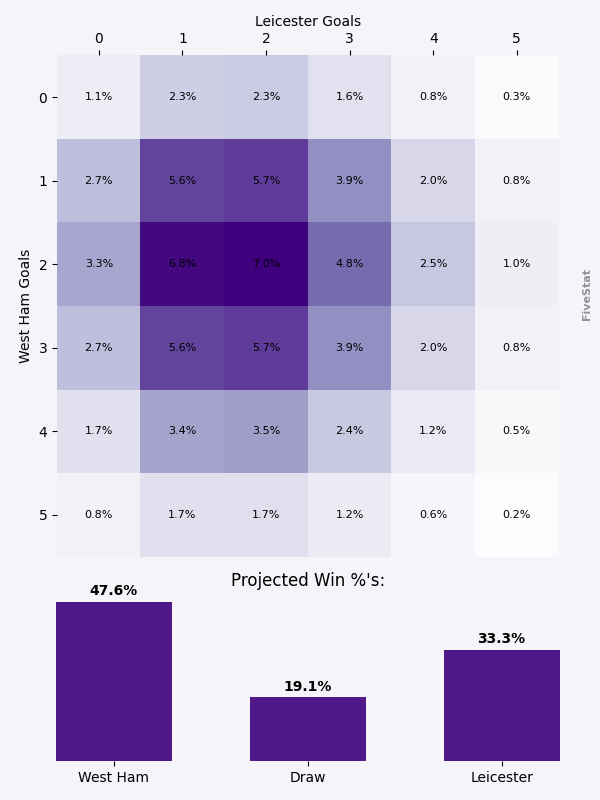 Leicester Goals
0 1 2 3 4 5
West Ham Goals
0 1.1% 2.3% 2.3% 1.6% 0.8% 0.3%
1 2.7% 5.6% 5.7% 3.9% 2.0% 0.8%
2 3.3% 6.8% 7.0% 4.8% 2.5% 1.0%
3 2.7% 5.6% 5.7% 3.9% 2.0% 0.8%
4 1.7% 3.4% 3.5% 2.4% 1.2% 0.5%
5 0.8% 1.7% 1.7% 1.2% 0.6% 0.2%
FiveStat
Projected Win %'s:
47.6% 19.1% 33.3%
West Ham Draw Leicester